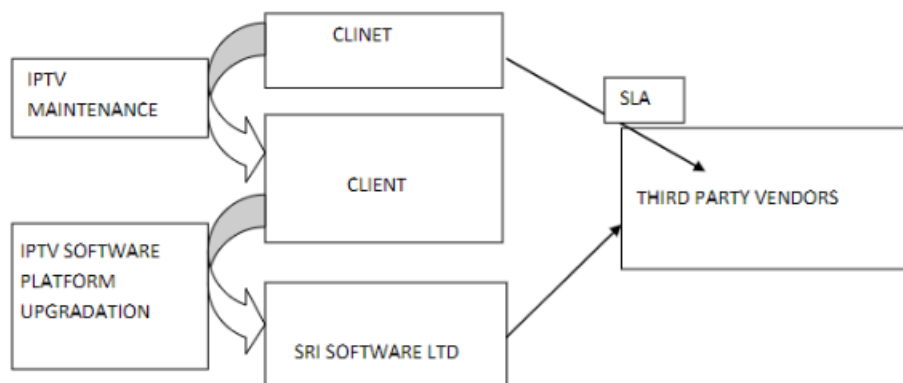 CLINET
IPTV
MAINTENANCE
SLA
CLIENT
THIRD PARTY VENDORS
IPTV SOFTWARE
PLATFORM
UPGRADATION
SRI SOFTWARE LTD